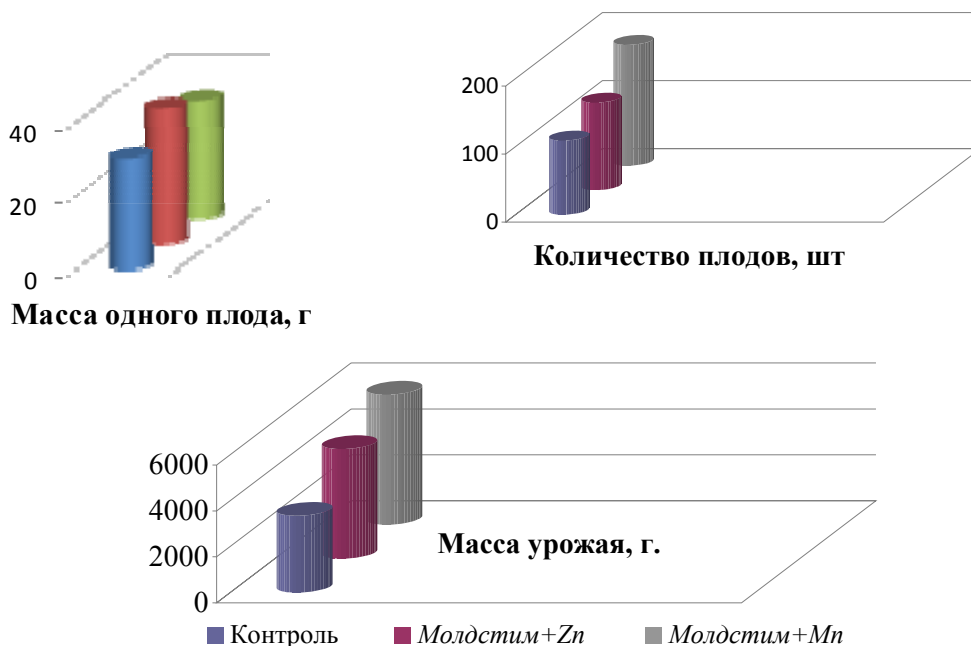 40
20
0
Масса одного плода, г
200
100
0
Количество плодов, шт
6000
4000
2000
0
Масса урожая, г.
Контроль Молдстим+Zn Молдстим+Mn